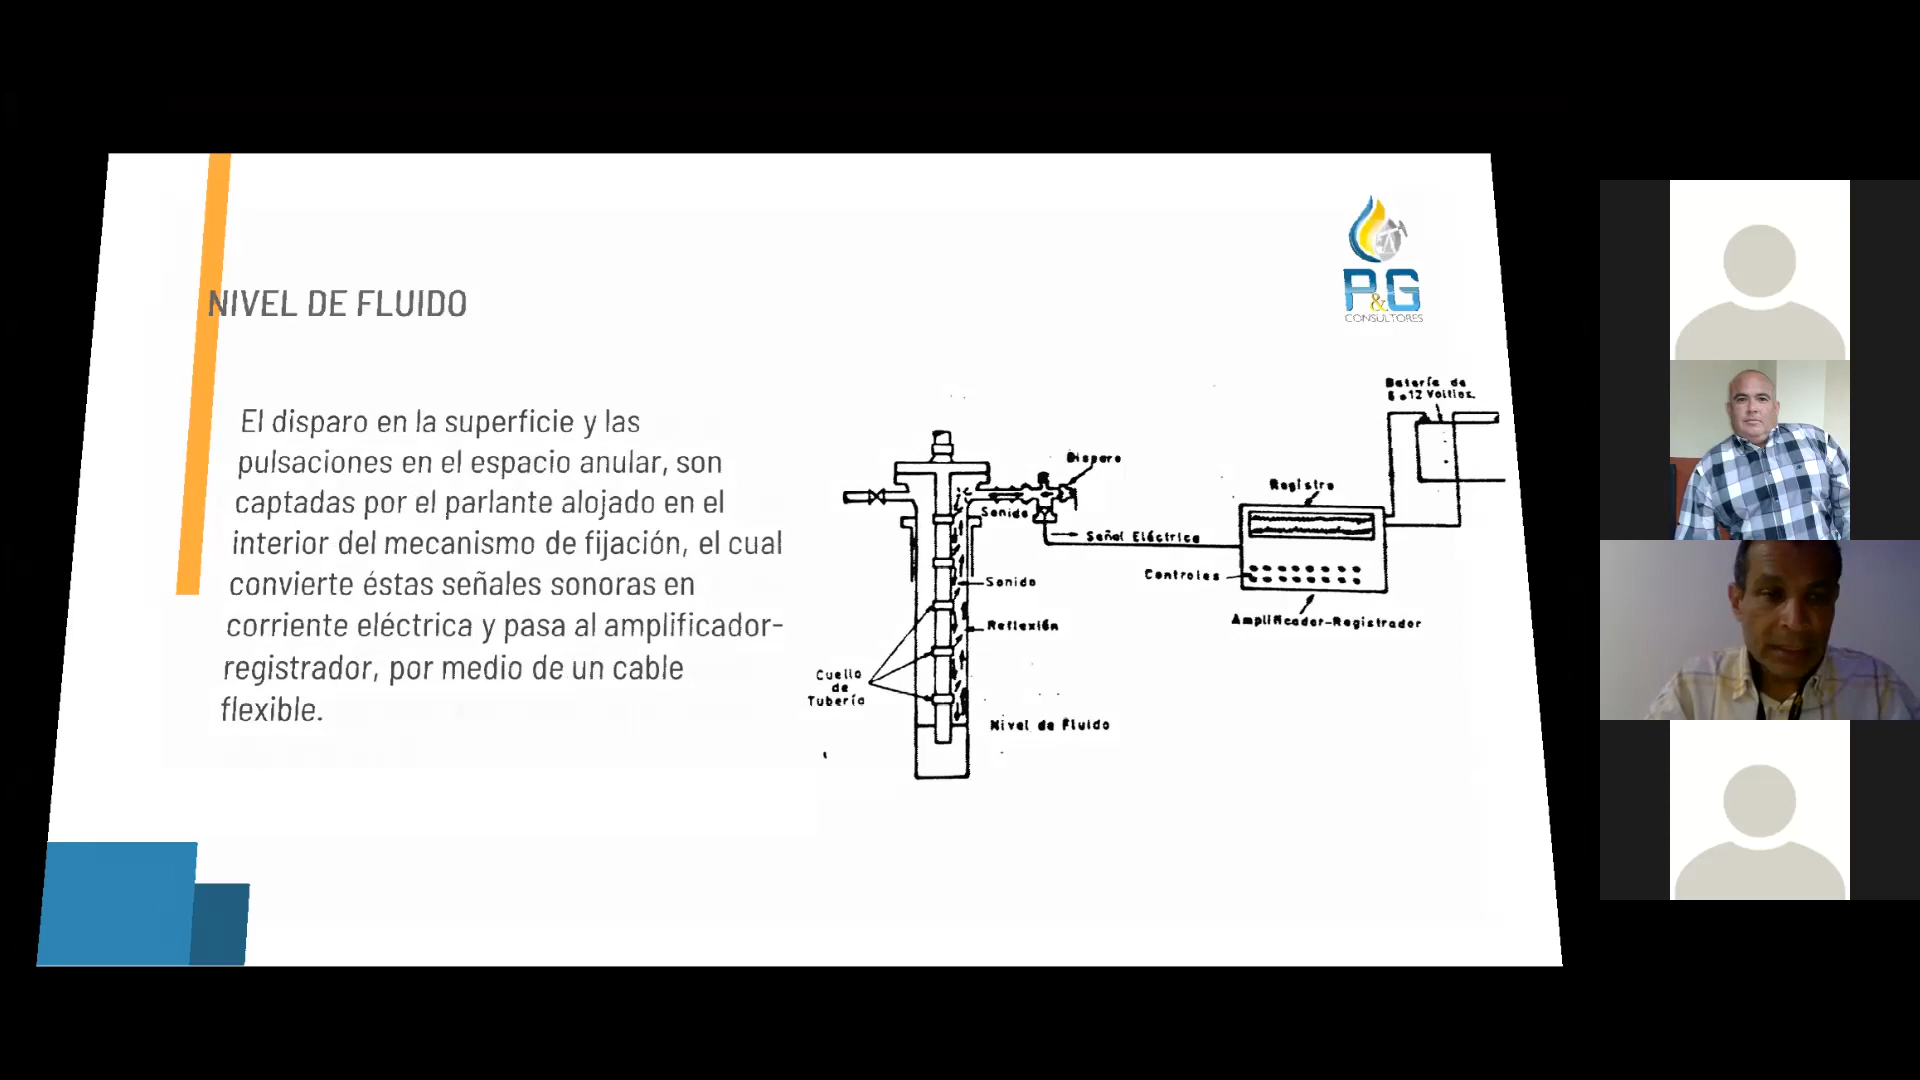 NIVEL DE FLUIDO
El disparo en la superficie y las
pulsaciones en el espacio anular, son
captadas por el parlante alojado en el
interior del mecanismo de fijación, el cual
convierte éstas señales sonoras en
corriente eléctrica y pasa al amplificador-
registrador, por medio de un cable
flexible.
P&G
CONSULTORES
Batería de
6 o 12 Voltios.
Disparo
Registro
Sonido
Señal Eléctrica
Controles
Sonido
Amplificador-Registrador
Reflexión
Cuello
de
Tubería
Nivel de Fluido